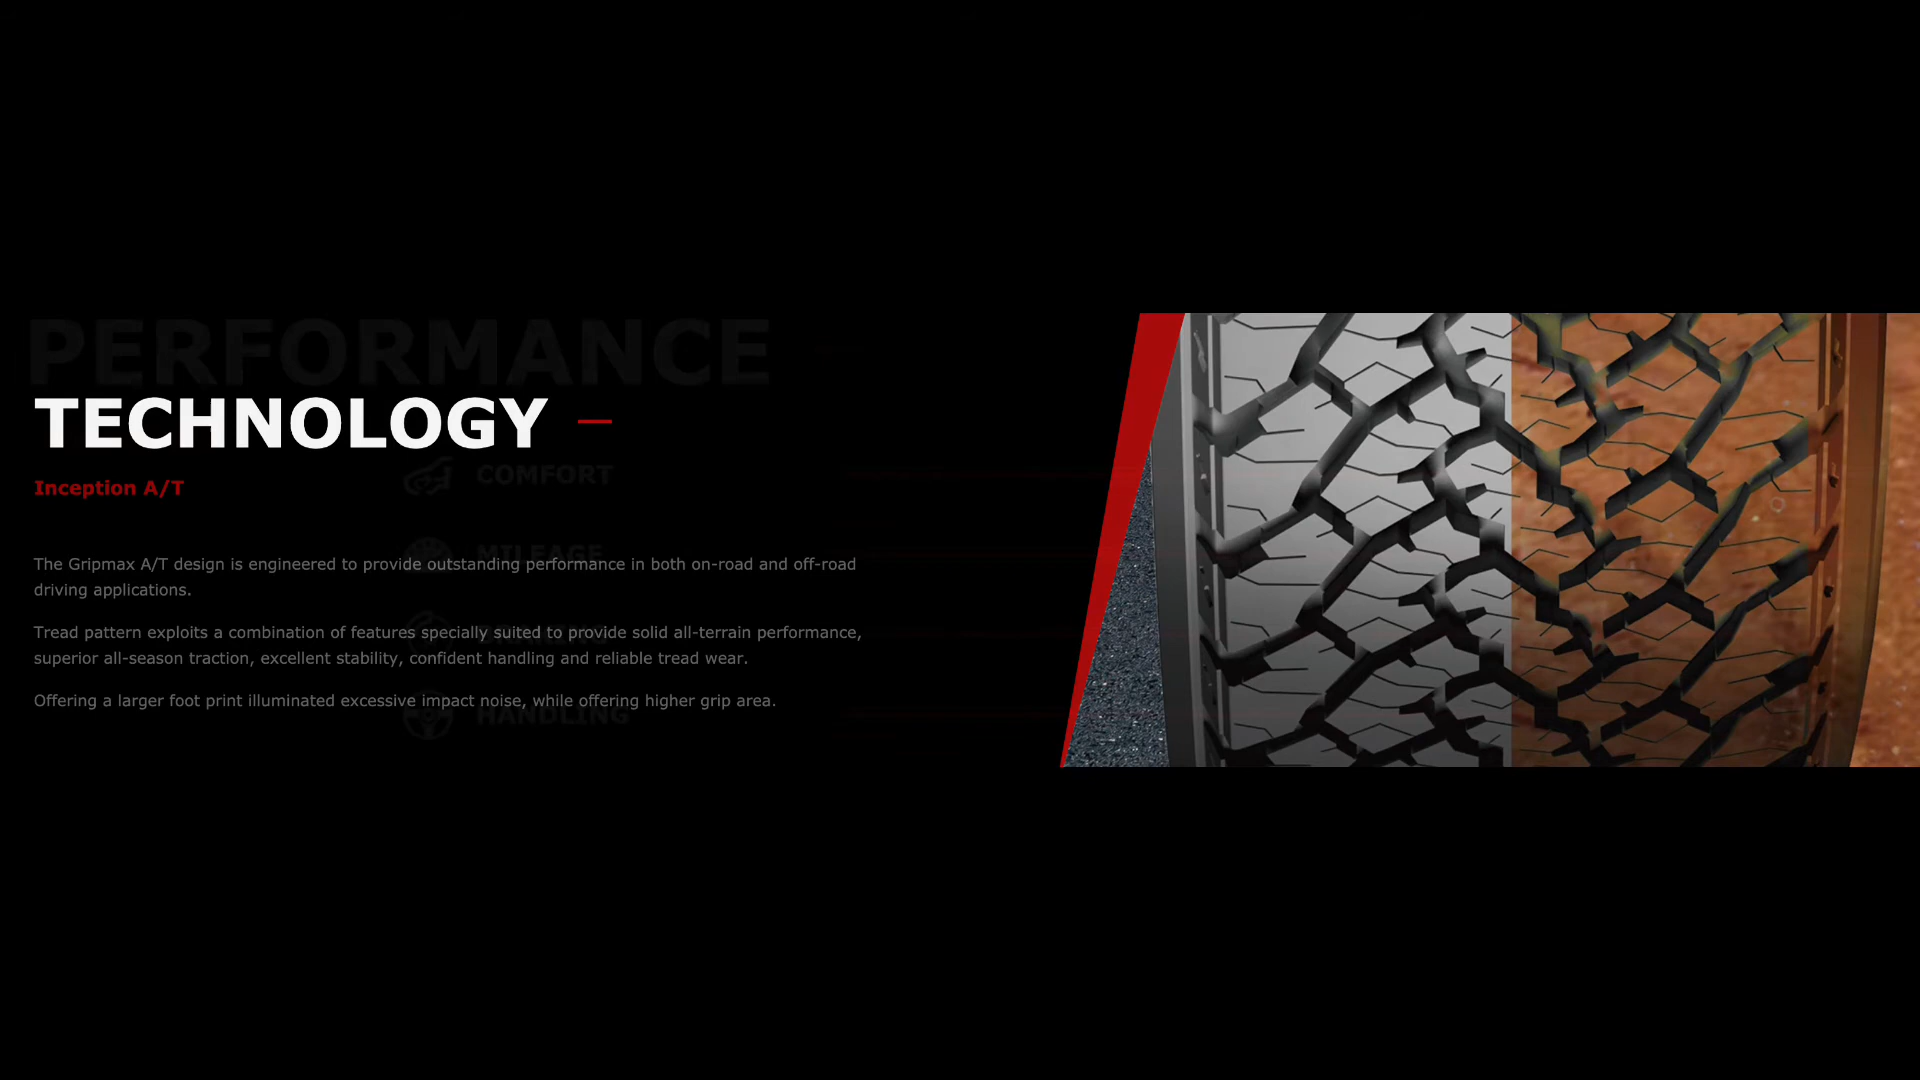 PERFORMANCE
TECHNOLOGY
Inception A/T
COMFORT
MILEAGE
The Gripmax A/T design is engineered to provide outstanding performance in both on-road and off-road
driving applications.
Tread pattern exploits a combination of features specially suited to provide solid all-terrain performance,
superior all-season traction, excellent stability, confident handling and reliable tread wear.
Offering a larger foot print illuminated excessive impact noise, while offering higher grip area.
HANDLING